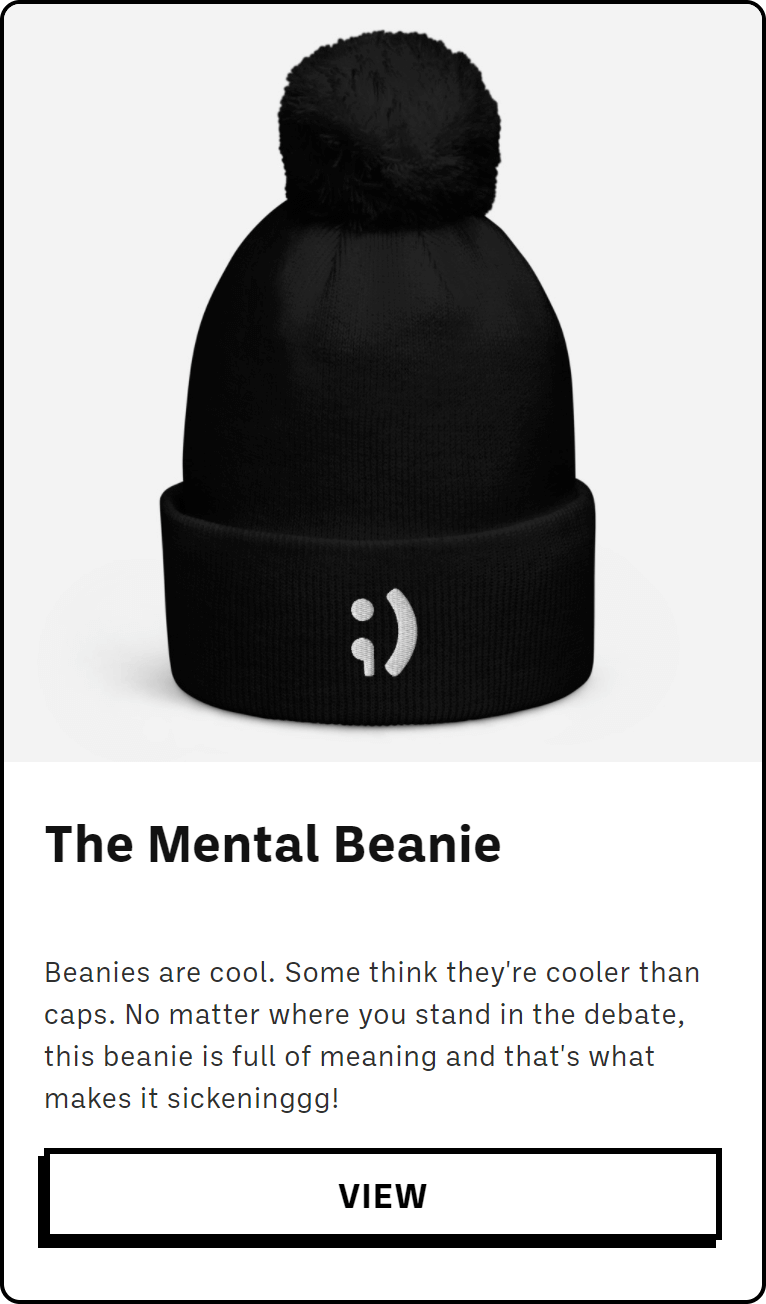 ;)
The Mental Beanie
Beanies are cool. Some think they're cooler than
caps. No matter where you stand in the debate,
this beanie is full of meaning and that's what
makes it sickeninggg!
VIEW